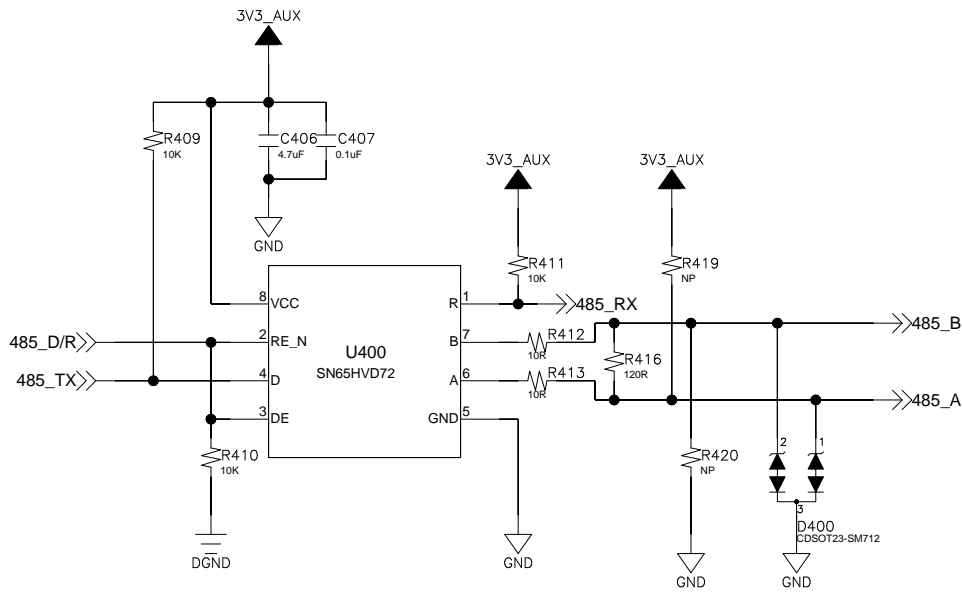 3V3_AUX
R409
10K
C406
4.7uF
C407
0.1uF
GND
3V3_AUX
3V3_AUX
R411
10K
R419
NP
8
VCC
1
R
485_RX
485_D/R
2
RE_N
7
B
R412
10R
485_B
U400
SN65HVD72
R416
120R
485_TX
4
D
6
A
R413
10R
485_A
3
DE
GND
5
R410
10K
R420
NP
2
1
3
D400
CDSOT23-SM712
DGND
GND
GND
GND